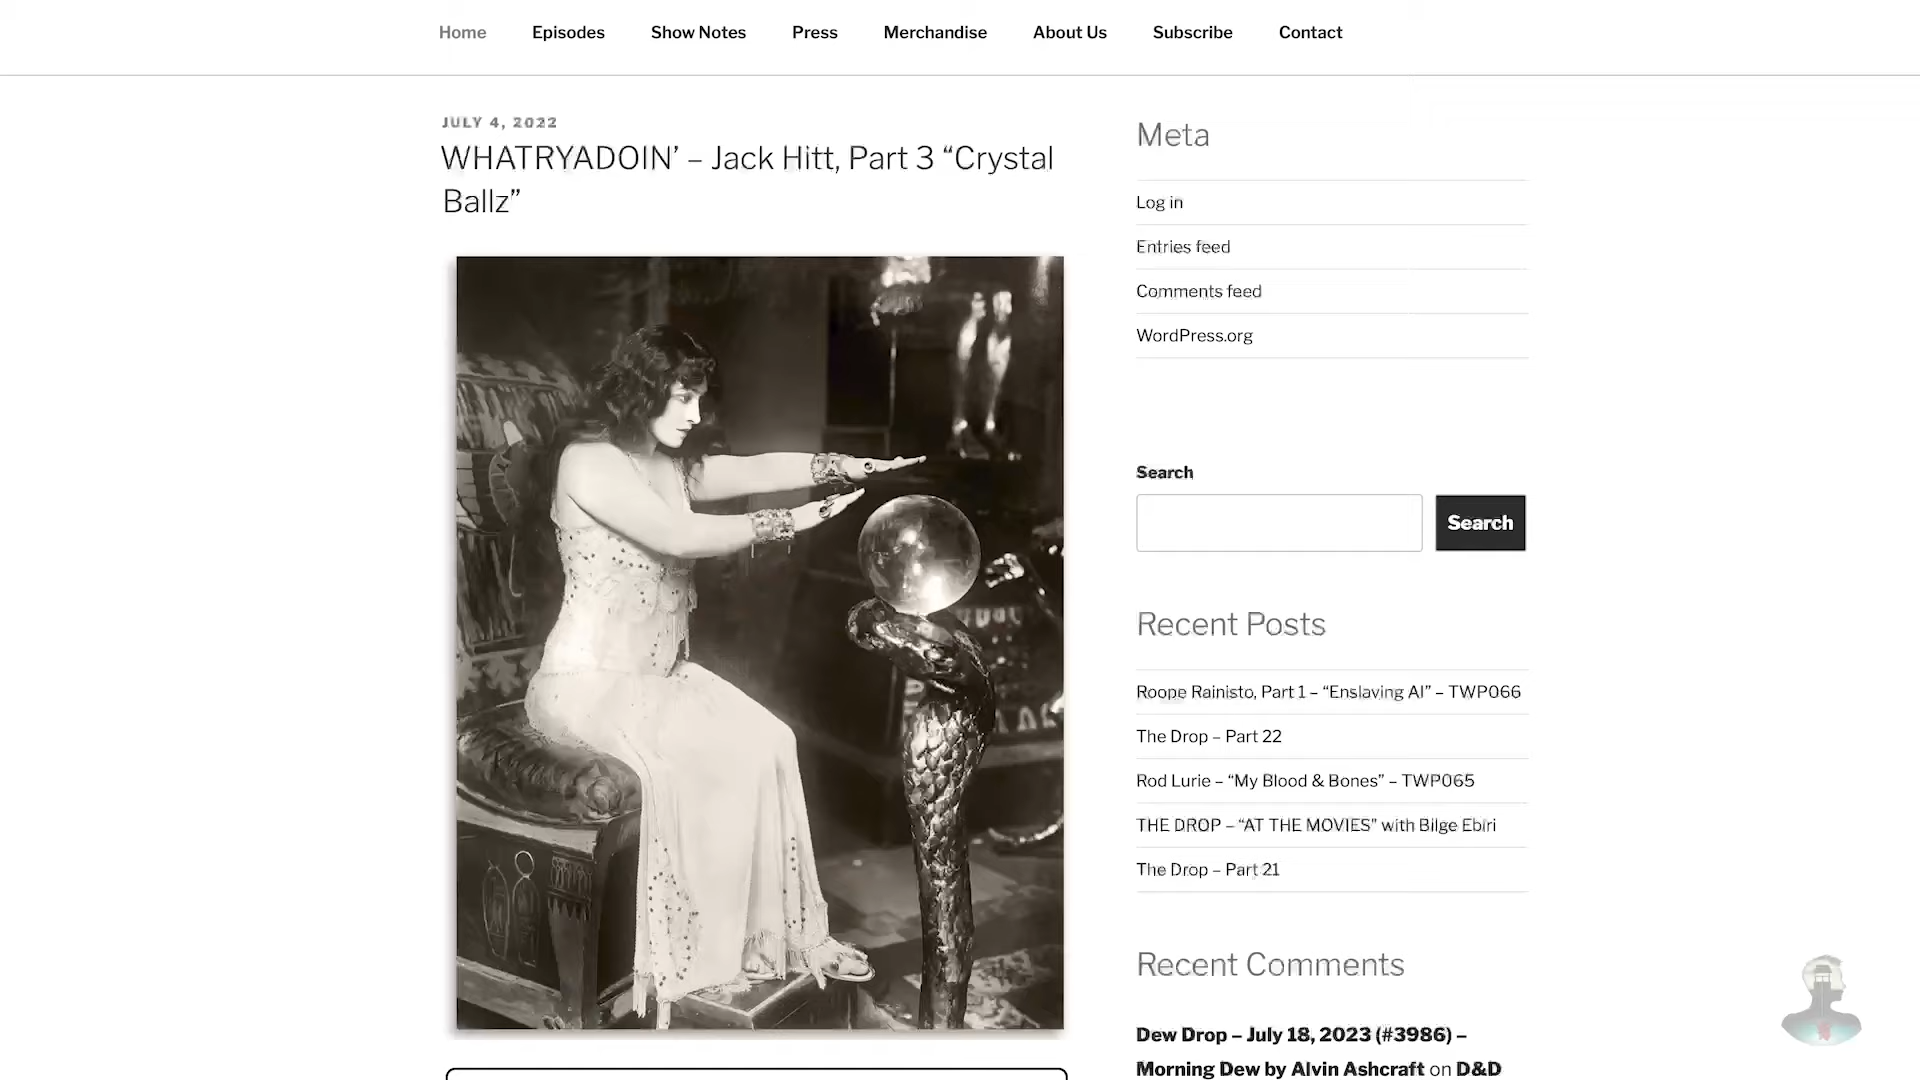 Home Episodes Show Notes Press Merchandise About Us Subscribe Contact
JULY 4, 2022
WHATRYADOIN’ – Jack Hitt, Part 3 “Crystal
Ballz”
Meta
Log in
Entries feed
Comments feed
WordPress.org
Search
Search
Recent Posts
Roope Rainisto, Part 1 – “Enslaving AI” – TWP066
The Drop – Part 22
Rod Lurie – “My Blood & Bones” – TWP065
THE DROP – “AT THE MOVIES” with Bilge Ebiri
The Drop – Part 21
Recent Comments
Dew Drop – July 18, 2023 (#3986) –
Morning Dew by Alvin Ashcraft on D&D